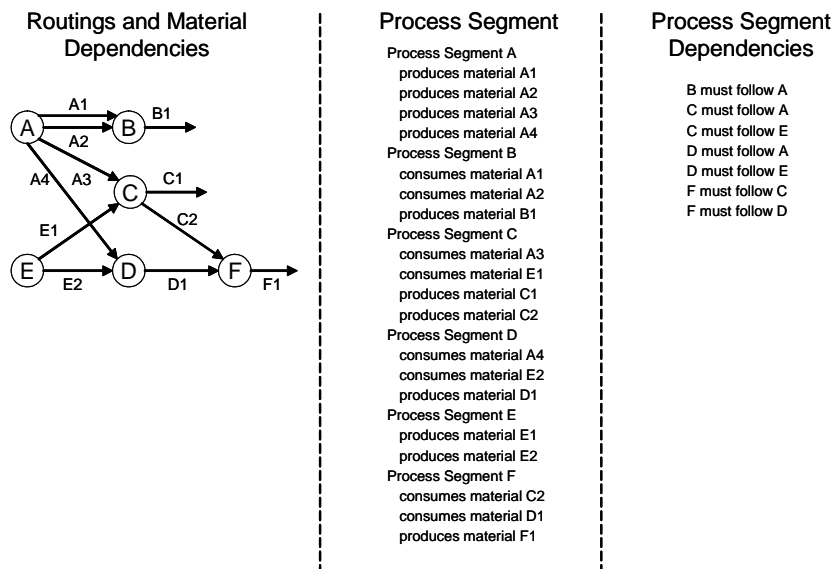 Routings and Material
Dependencies
A1
B1
A
B
A2
A4
A3
C1
C
C2
E1
E
D
F
E2
D1
F1
Process Segment
Process Segment A
produces material A1
produces material A2
produces material A3
produces material A4
Process Segment B
consumes material A1
consumes material A2
produces material B1
Process Segment C
consumes material A3
consumes material E1
produces material C1
produces material C2
Process Segment D
consumes material A4
consumes material E2
produces material D1
Process Segment E
produces material E1
produces material E2
Process Segment F
consumes material C2
consumes material D1
produces material F1
Process Segment
Dependencies
B must follow A
C must follow A
C must follow E
D must follow A
D must follow E
F must follow C
F must follow D